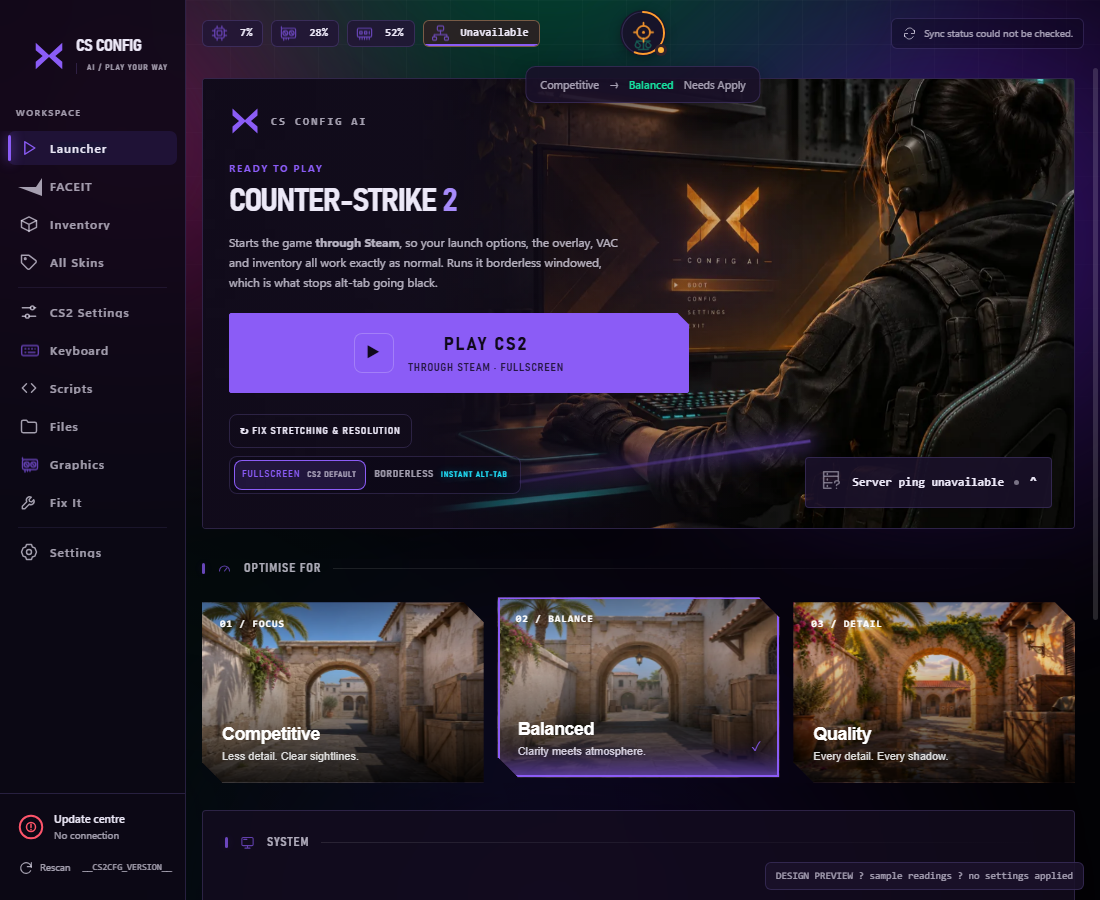 CS CONFIG
AI / PLAY YOUR WAY
7%
28%
52%
Unavailable
Sync status could not be checked.
Competitive → Balanced Needs Apply
WORKSPACE
Launcher
FACEIT
Inventory
All Skins
CS2 Settings
Keyboard
Scripts
Files
Graphics
Fix It
Settings
Update centre
No connection
Rescan
__CS2CFG_VERSION__
CS CONFIG AI
READY TO PLAY
COUNTER-STRIKE 2
Starts the game through Steam, so your launch options, the overlay, VAC
and inventory all work exactly as normal. Runs it borderless windowed,
which is what stops alt-tab going black.
PLAY CS2
THROUGH STEAM · FULLSCREEN
↻ FIX STRETCHING & RESOLUTION
FULLSCREEN CS2 DEFAULT BORDERLESS INSTANT ALT-TAB
CONFIG AI
BOOT
CONFIG
SETTINGS
Server ping unavailable
OPTIMISE FOR
01 / FOCUS
Competitive
Less detail. Clear sightlines.
02 / BALANCE
Balanced
Clarity meets atmosphere.
03 / DETAIL
Quality
Every detail. Every shadow.
SYSTEM
DESIGN PREVIEW ? sample readings ? no settings applied